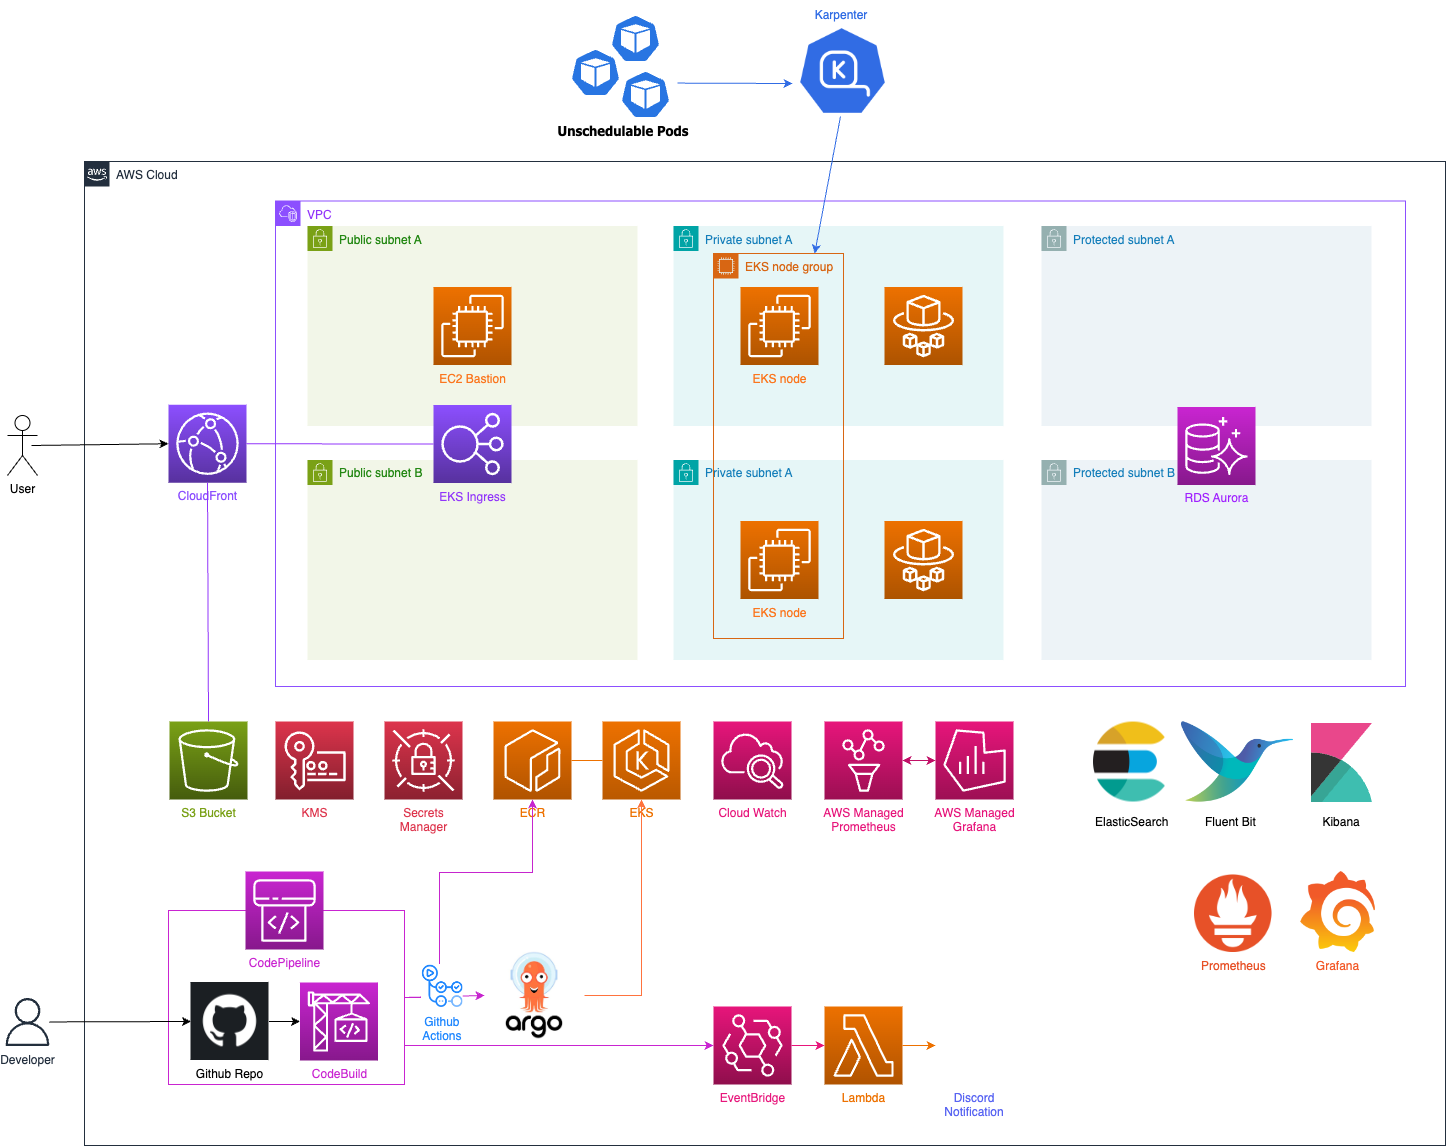 Karpenter
Unschedulable Pods
aws
AWS Cloud
VPC
Public subnet A
Private subnet A
Protected subnet A
EKS node group
EC2 Bastion
EKS node
User
CloudFront
Public subnet B
EKS Ingress
Private subnet A
Protected subnet B
RDS Aurora
EKS node
S3 Bucket
KMS
Secrets
Manager
ECR
EKS
Cloud Watch
AWS Managed
Prometheus
AWS Managed
Grafana
ElasticSearch
Fluent Bit
Kibana
CodePipeline
Prometheus
Grafana
Github
Actions
argo
Developer
Github Repo
CodeBuild
EventBridge
Lambda
Discord
Notification